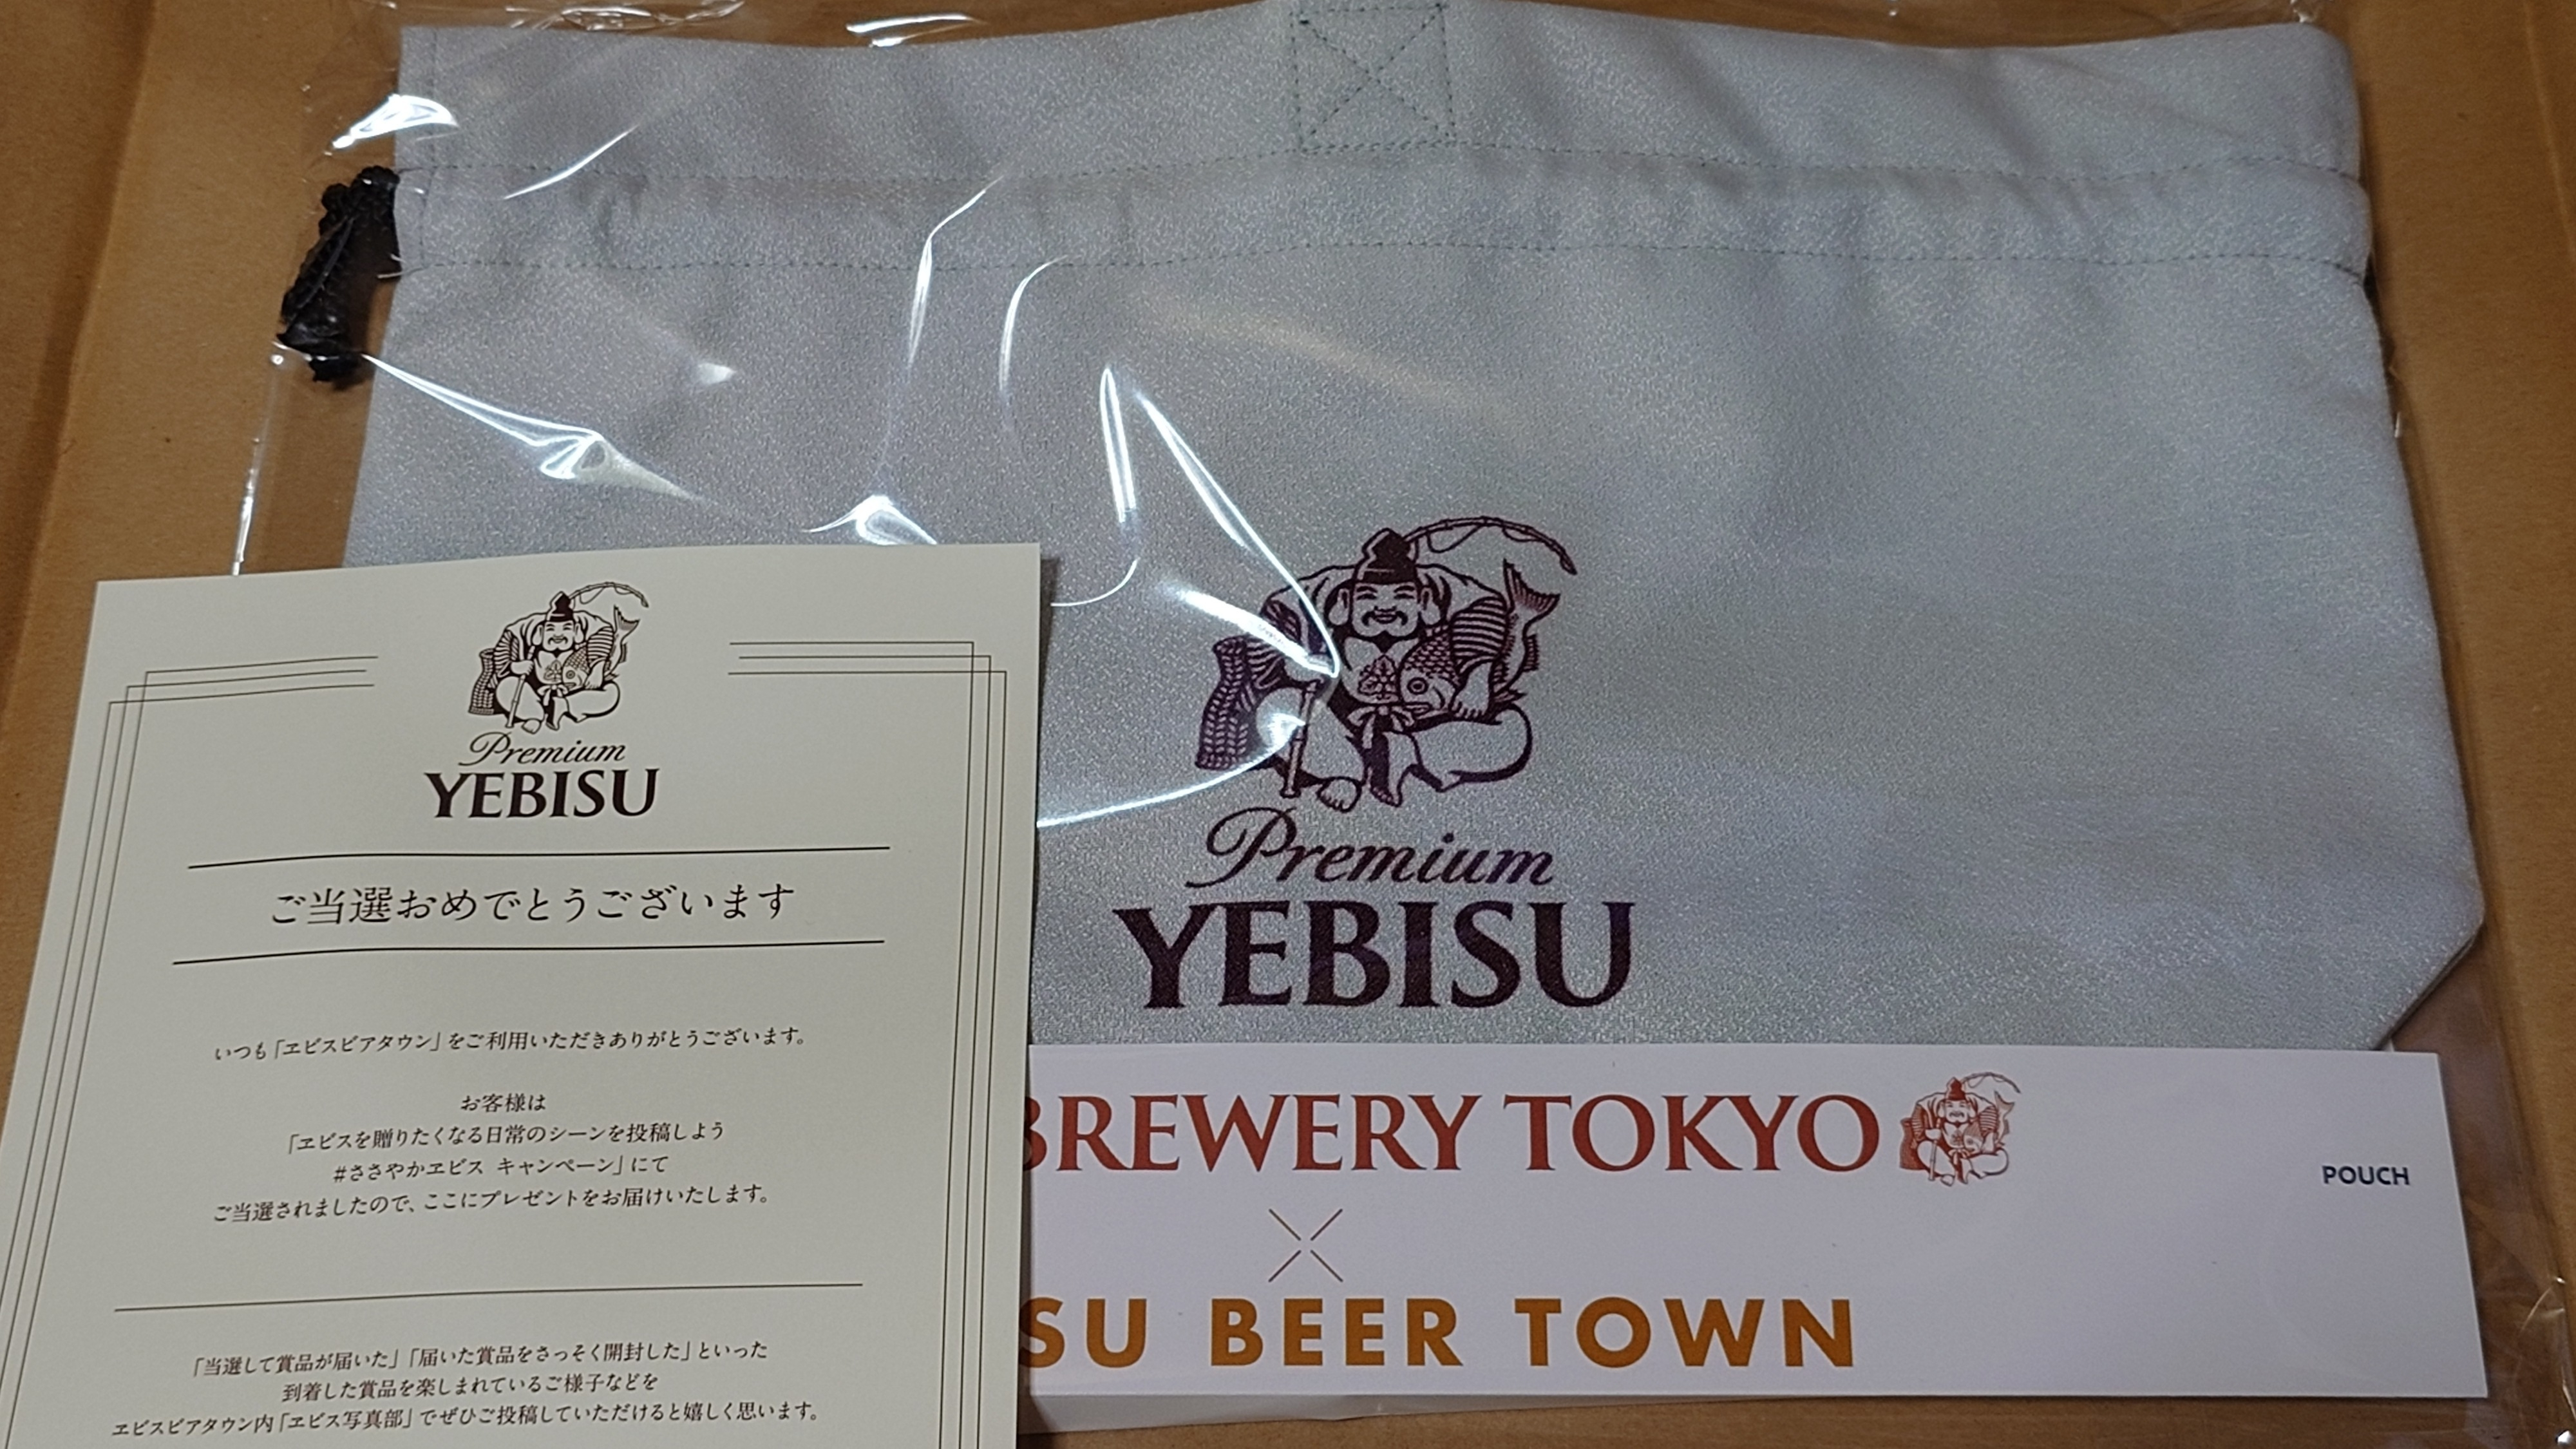 Premium
YEBISU
ご当選おめでとうございます
いつも「ヱビスビアタウン」をご利用いただきありがとうございます。
お客様は
「ヱビスを贈りたくなる日常のシーンを投稿しよう
#ささやかヱビス キャンペーン」にて
ご当選されましたので、ここにプレゼントをお届けいたします。
「当選して賞品が届いた」「届いた賞品をさっそく開封した」といった
到着した賞品を楽しまれているご様子などを
ヱビスビアタウン内「ヱビス写真部」でぜひご投稿していただけると嬉しく思います。
Premium
YEBISU
BREWERY TOKYO
POUCH
×
SU BEER TOWN